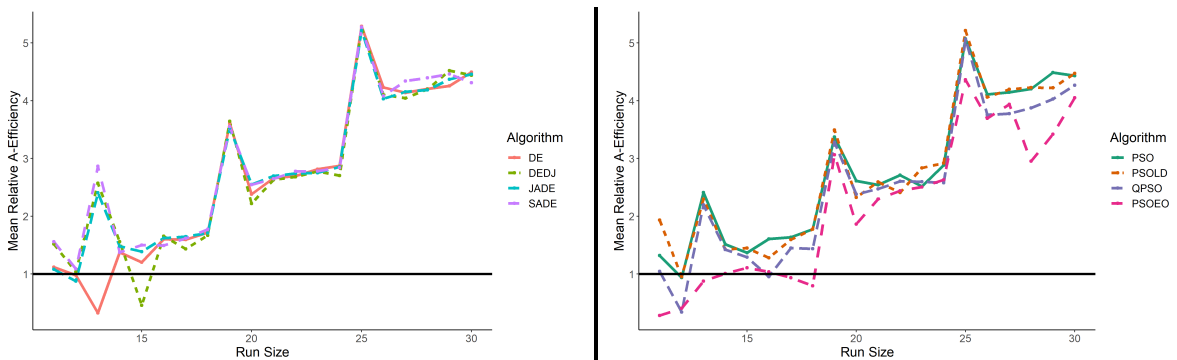 Mean Relative A-Efficiency
5
4
3
2
1
15
20
25
30
Run Size
Algorithm
DE
DEDJ
JADE
SADE
Mean Relative A-Efficiency
5
4
3
2
1
15
20
25
30
Run Size
Algorithm
PSO
PSOLD
QPSO
PSOEO